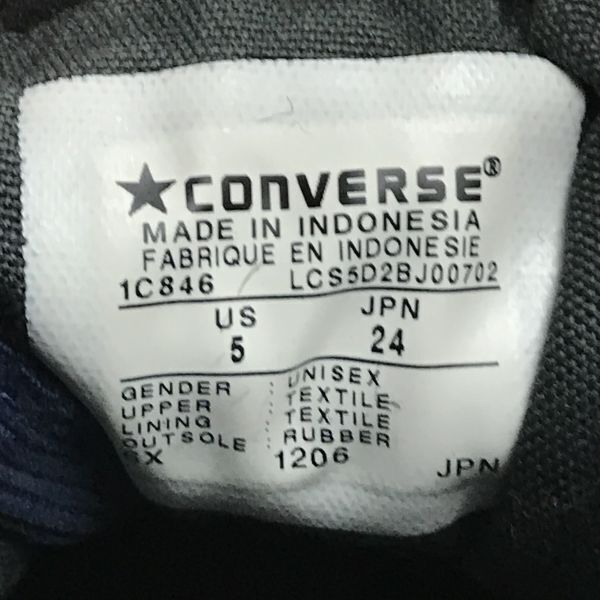 ★CONVERSE®
MADE IN INDONESIA
FABRIQUE EN INDONESIE
1C846 LCS5D2BJ00702
US JPN
5 24
GENDER : UNISEX
UPPER : TEXTILE
LINING : TEXTILE
OUTSOLE : RUBBER
SX 1206 JPN